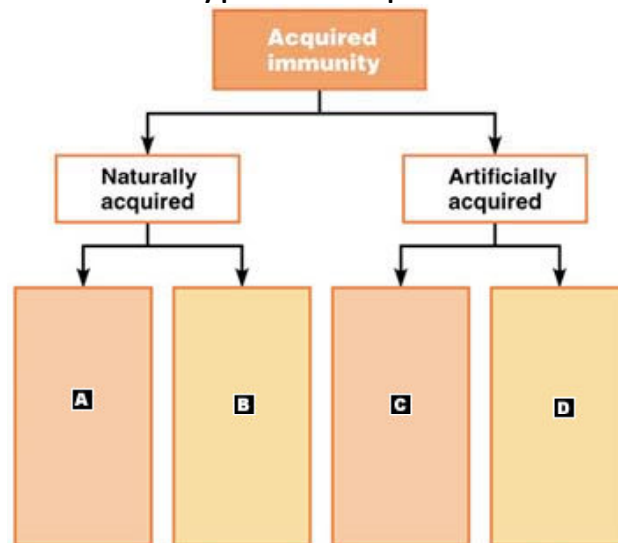 Acquired
immunity
Naturally
acquired
Artificially
acquired
A
B
C
D